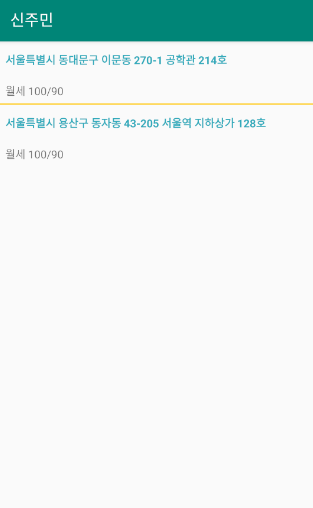 신주민
서울특별시 동대문구 이문동 270-1 공학관 214호
월세 100/90
서울특별시 용산구 동자동 43-205 서울역 지하상가 128호
월세 100/90